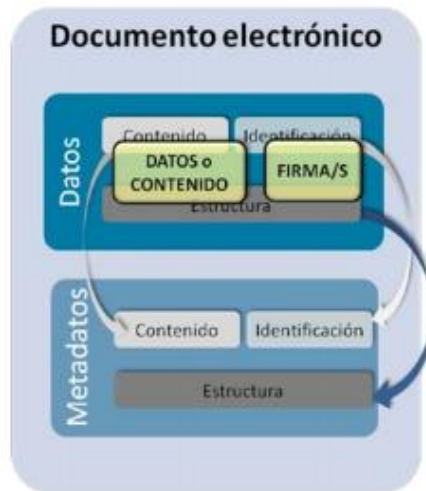 Documento electrónico
Datos
Contenido
Identificación
DATOS o
CONTENIDO
FIRMA/S
Estructura
Metadatos
Contenido
Identificación
Estructura